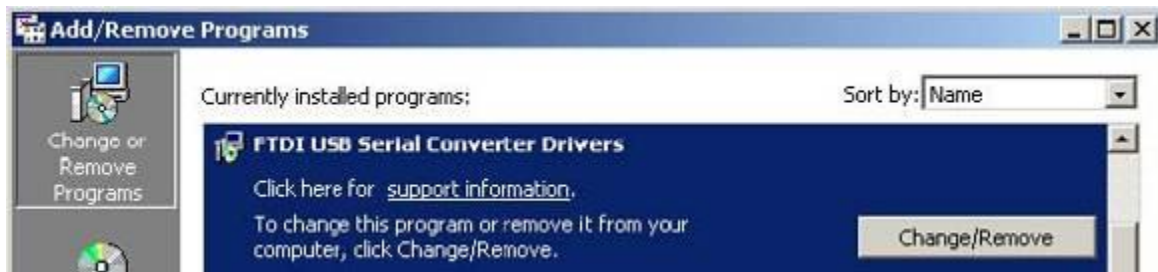 Add/Remove Programs
Change or
Remove
Programs
Currently installed programs:
Sort by: Name
FTDI USB Serial Converter Drivers
Click here for support information.
To change this program or remove it from your
computer, click Change/Remove.
Change/Remove